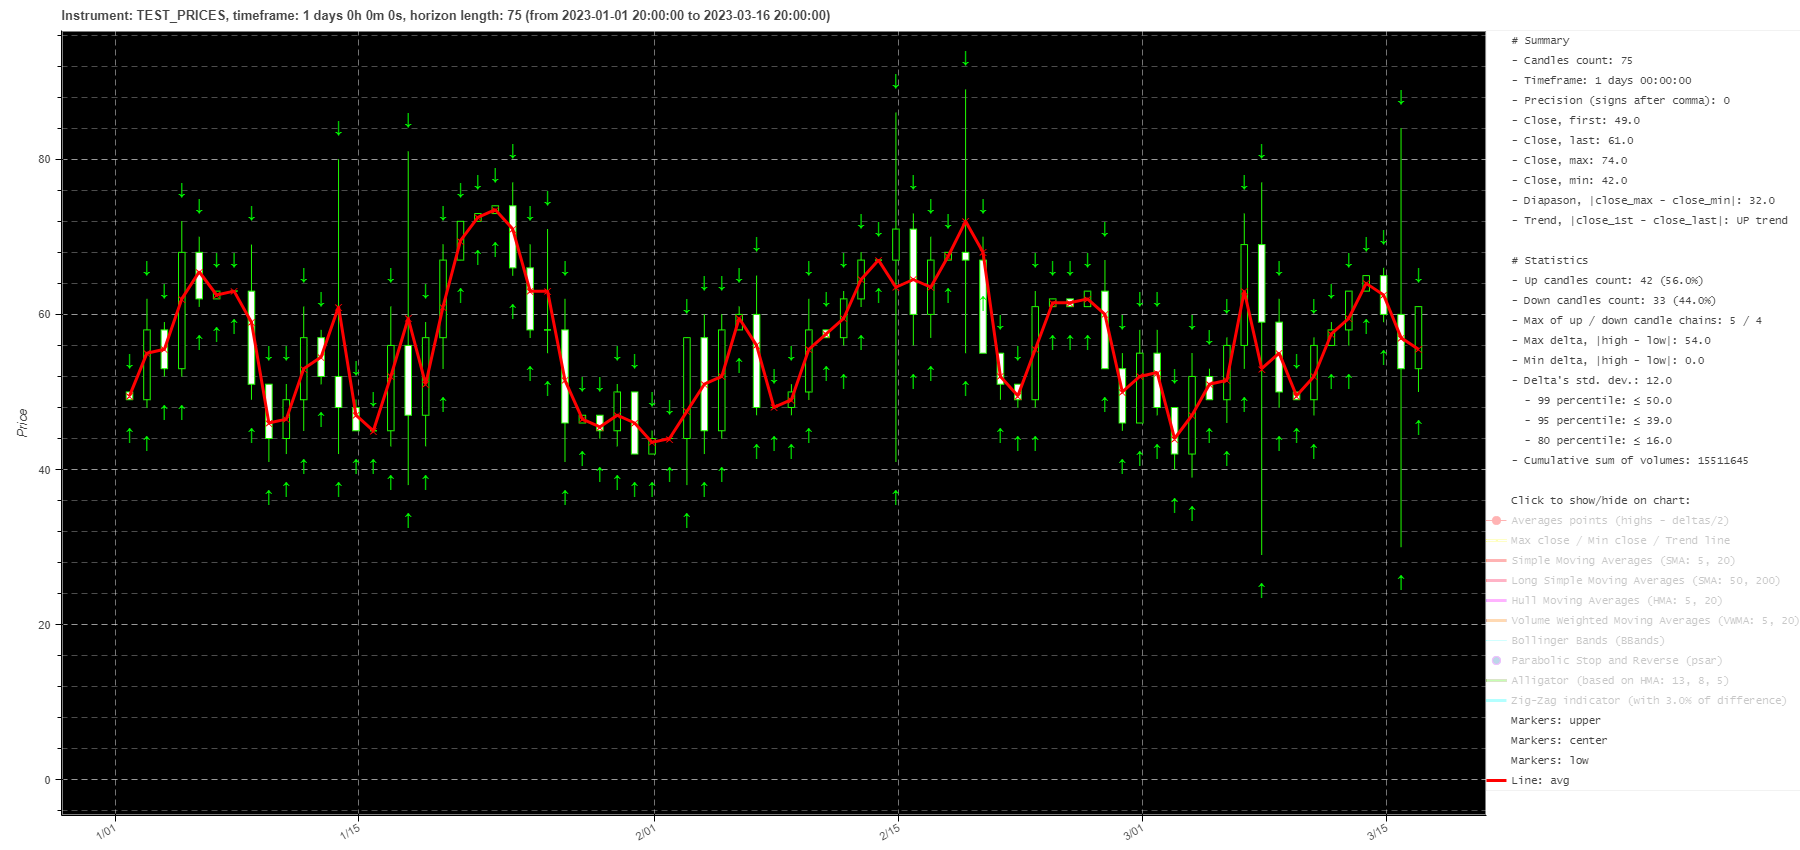 Instrument: TEST_PRICES, timeframe: 1 days 0h 0m 0s, horizon length: 75 (from 2023-01-01 20:00:00 to 2023-03-16 20:00:00)
Price
80
60
40
20
0
1/01
1/15
2/01
2/15
3/01
3/15
# Summary
- Candles count: 75
- Timeframe: 1 days 00:00:00
- Precision (signs after comma): 0
- Close, first: 49.0
- Close, last: 61.0
- Close, max: 74.0
- Close, min: 42.0
- Diapason, |close_max - close_min|: 32.0
- Trend, |close_1st - close_last|: UP trend
# Statistics
- Up candles count: 42 (56.0%)
- Down candles count: 33 (44.0%)
- Max of up / down candle chains: 5 / 4
- Max delta, |high - low|: 54.0
- Min delta, |high - low|: 0.0
- Delta's std. dev.: 12.0
- 99 percentile: ≤ 50.0
- 95 percentile: ≤ 39.0
- 80 percentile: ≤ 16.0
- Cumulative sum of volumes: 15511645
Click to show/hide on chart:
Averages points (highs - deltas/2)
Max close / Min close / Trend line
Simple Moving Averages (SMA: 5, 20)
Long Simple Moving Averages (SMA: 50, 200)
Hull Moving Averages (HMA: 5, 20)
Volume Weighted Moving Averages (VWMA: 5, 20)
Bollinger Bands (BBands)
Parabolic Stop and Reverse (psar)
Alligator (based on HMA: 13, 8, 5)
Zig-Zag indicator (with 3.0% of difference)
Markers: upper
Markers: center
Markers: low
Line: avg